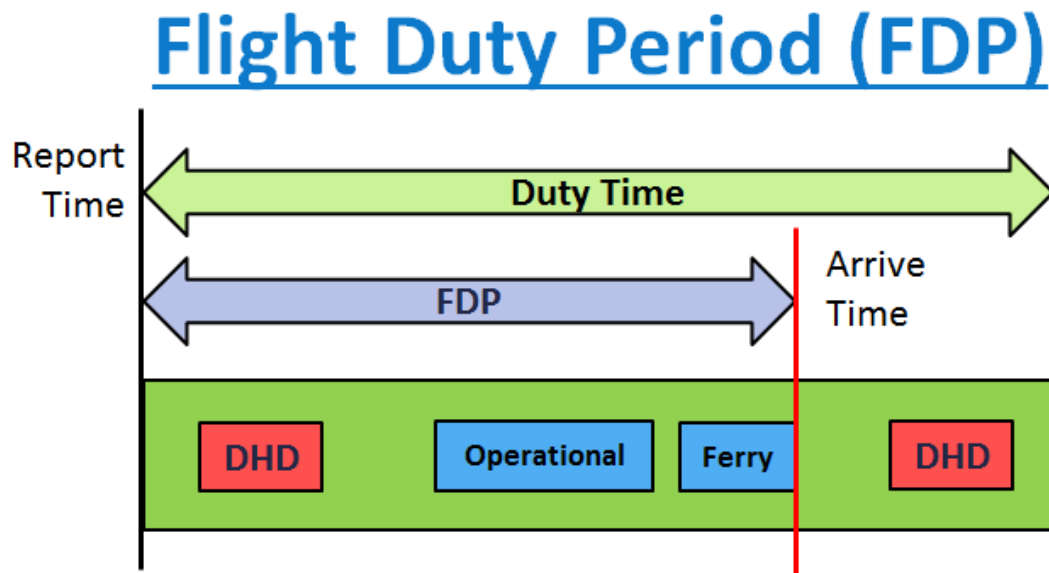 Flight Duty Period (FDP)
Report
Time
Duty Time
FDP
Arrive
Time
DHD
Operational
Ferry
DHD